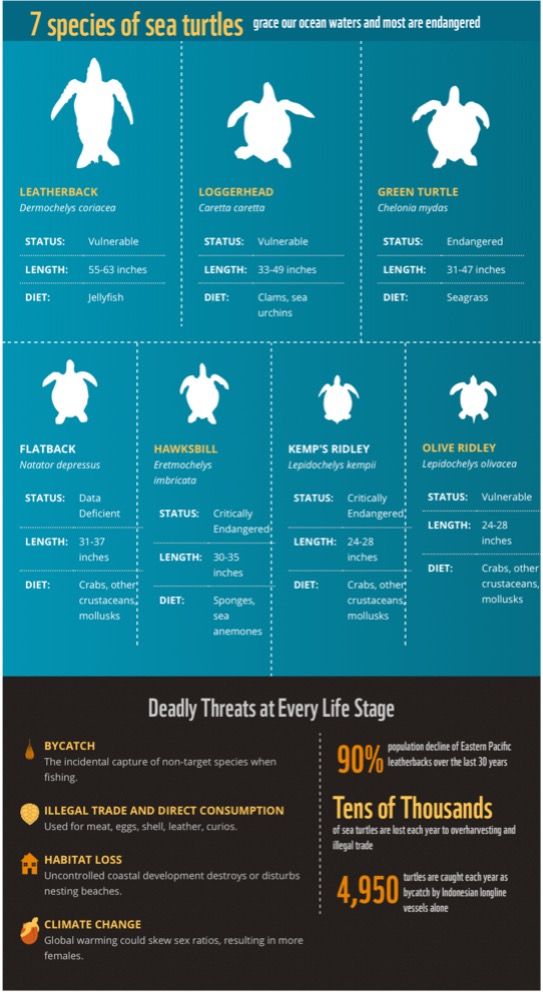 7 species of sea turtles grace our ocean waters and most are endangered
LEATHERBACK
Dermochelys coriacea
STATUS: Vulnerable
LENGTH: 55-63 inches
DIET: Jellyfish
LOGGERHEAD
Caretta caretta
STATUS: Vulnerable
LENGTH: 33-49 inches
DIET: Clams, sea
urchins
GREEN TURTLE
Chelonia mydas
STATUS: Endangered
LENGTH: 31-47 inches
DIET: Seagrass
FLATBACK
Natator depressus
STATUS: Data
Deficient
LENGTH: 31-37
inches
DIET: Crabs, other
crustaceans,
mollusks
HAWKSBILL
Eretmochelys
imbricata
STATUS: Critically
Endangered
LENGTH: 30-35
inches
DIET: Sponges,
sea
anemones
KEMP'S RIDLEY
Lepidochelys kempii
STATUS: Critically
Endangered
LENGTH: 24-28
inches
DIET: Crabs, other
crustaceans,
mollusks
OLIVE RIDLEY
Lepidochelys olivacea
STATUS: Vulnerable
LENGTH: 24-28
inches
DIET: Crabs, other
crustaceans,
mollusks
Deadly Threats at Every Life Stage
BYCATCH
The incidental capture of non-target species when
fishing.
ILLEGAL TRADE AND DIRECT CONSUMPTION
Used for meat, eggs, shell, leather, curios.
HABITAT LOSS
Uncontrolled coastal development destroys or disturbs
nesting beaches.
CLIMATE CHANGE
Global warming could skew sex ratios, resulting in more
females.
90% population decline of Eastern Pacific
leatherbacks over the last 30 years
Tens of Thousands
of sea turtles are lost each year to overharvesting and
illegal trade
4,950 turtles are caught each year as
bycatch by Indonesian longline
vessels alone